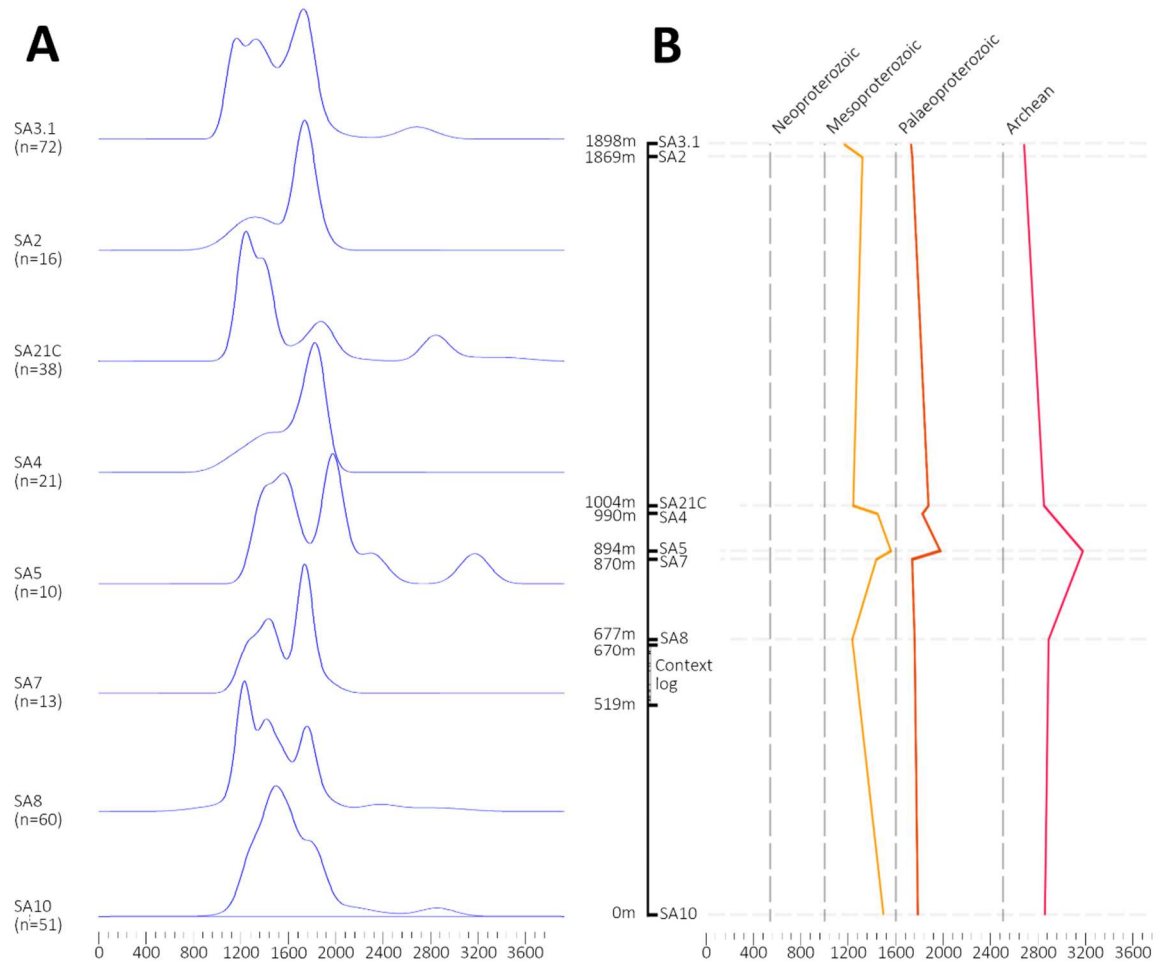 A
SA3.1
(n=72)
SA2
(n=16)
SA21C
(n=38)
SA4
(n=21)
SA5
(n=10)
SA7
(n=13)
SA8
(n=60)
SA10
(n=51)
0 400 800 1200 1600 2000 2400 2800 3200 3600
B
Neoproterozoic
Mesoproterozoic
Palaeoproterozoic
Archean
1898m SA3.1
1869m SA2
1004m SA21C
990m SA4
894m SA5
870m SA7
677m SA8
670m
Context
log
519m
0m SA10
0 400 800 1200 1600 2000 2400 2800 3200 3600